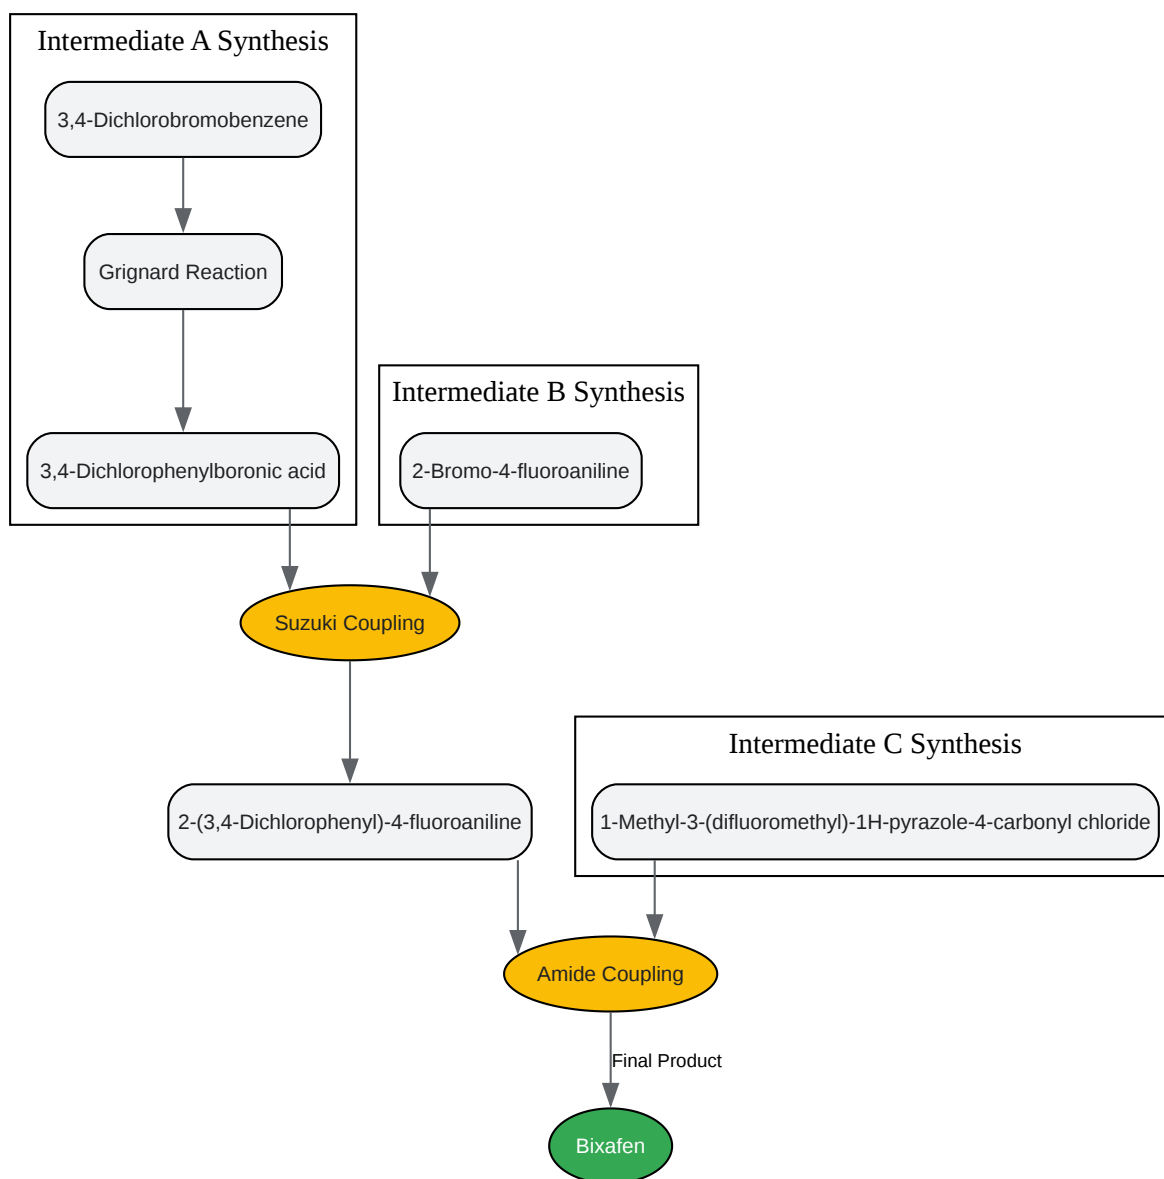 Intermediate A Synthesis
3,4-Dichlorobromobenzene
Grignard Reaction
3,4-Dichlorophenylboronic acid
Intermediate B Synthesis
2-Bromo-4-fluoroaniline
Suzuki Coupling
2-(3,4-Dichlorophenyl)-4-fluoroaniline
Intermediate C Synthesis
1-Methyl-3-(difluoromethyl)-1H-pyrazole-4-carbonyl chloride
Amide Coupling
Final Product
Bixafen